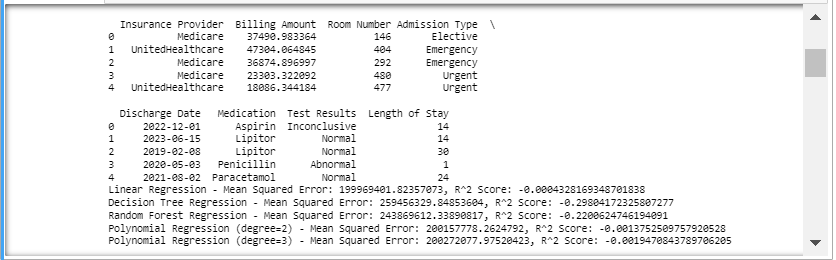 Insurance Provider  Billing Amount  Room Number Admission Type  \
0          Medicare    37490.983364          146       Elective
1  UnitedHealthcare    47304.064845          404      Emergency
2          Medicare    36874.896997          292      Emergency
3          Medicare    23303.322092          480         Urgent
4  UnitedHealthcare    18086.344184          477         Urgent
Discharge Date   Medication  Test Results  Length of Stay
0     2022-12-01      Aspirin  Inconclusive              14
1     2023-06-15      Lipitor        Normal              14
2     2019-02-08      Lipitor        Normal              30
3     2020-05-03   Penicillin      Abnormal               1
4     2021-08-02  Paracetamol        Normal              24
Linear Regression - Mean Squared Error: 199969401.82357073, R^2 Score: -0.0004328169348701838
Decision Tree Regression - Mean Squared Error: 259456329.84853604, R^2 Score: -0.29804172325807277
Random Forest Regression - Mean Squared Error: 243869612.33890817, R^2 Score: -0.2200624746194091
Polynomial Regression (degree=2) - Mean Squared Error: 200157778.2624792, R^2 Score: -0.0013752509757920528
Polynomial Regression (degree=3) - Mean Squared Error: 200272077.97520423, R^2 Score: -0.0019470843789706205